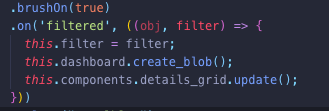 .brushOn(true)
.on('filtered', ((obj, filter) => {
this.filter = filter;
this.dashboard.create_blob();
this.components.details_grid.update();
}))